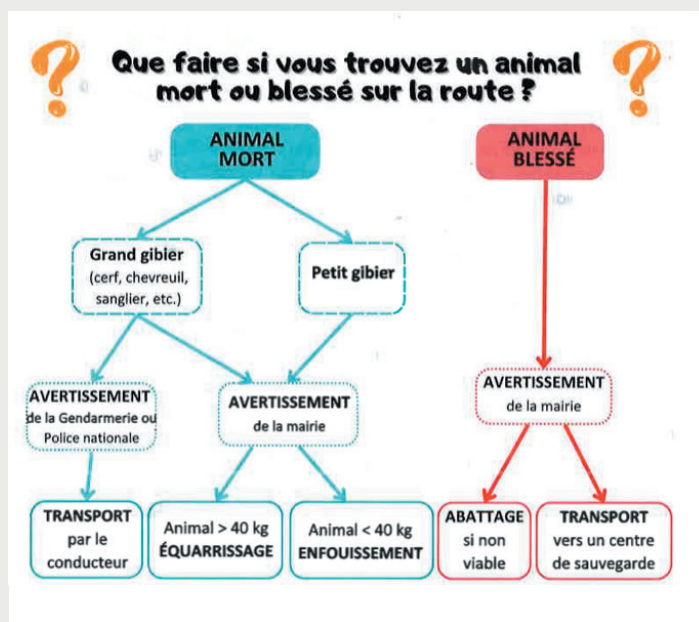 Que faire si vous trouvez un animal
mort ou blessé sur la route ?
ANIMAL
MORT
ANIMAL
BLESSÉ
Grand gibier
(cerf, chevreuil,
sanglier, etc.)
Petit gibier
AVERTISSEMENT
de la Gendarmerie ou
Police nationale
AVERTISSEMENT
de la mairie
AVERTISSEMENT
de la mairie
TRANSPORT
par le
conducteur
Animal > 40 kg
ÉQUARRISSAGE
Animal < 40 kg
ENFOUISSEMENT
ABATTAGE
si non
viable
TRANSPORT
vers un centre
de sauvegarde